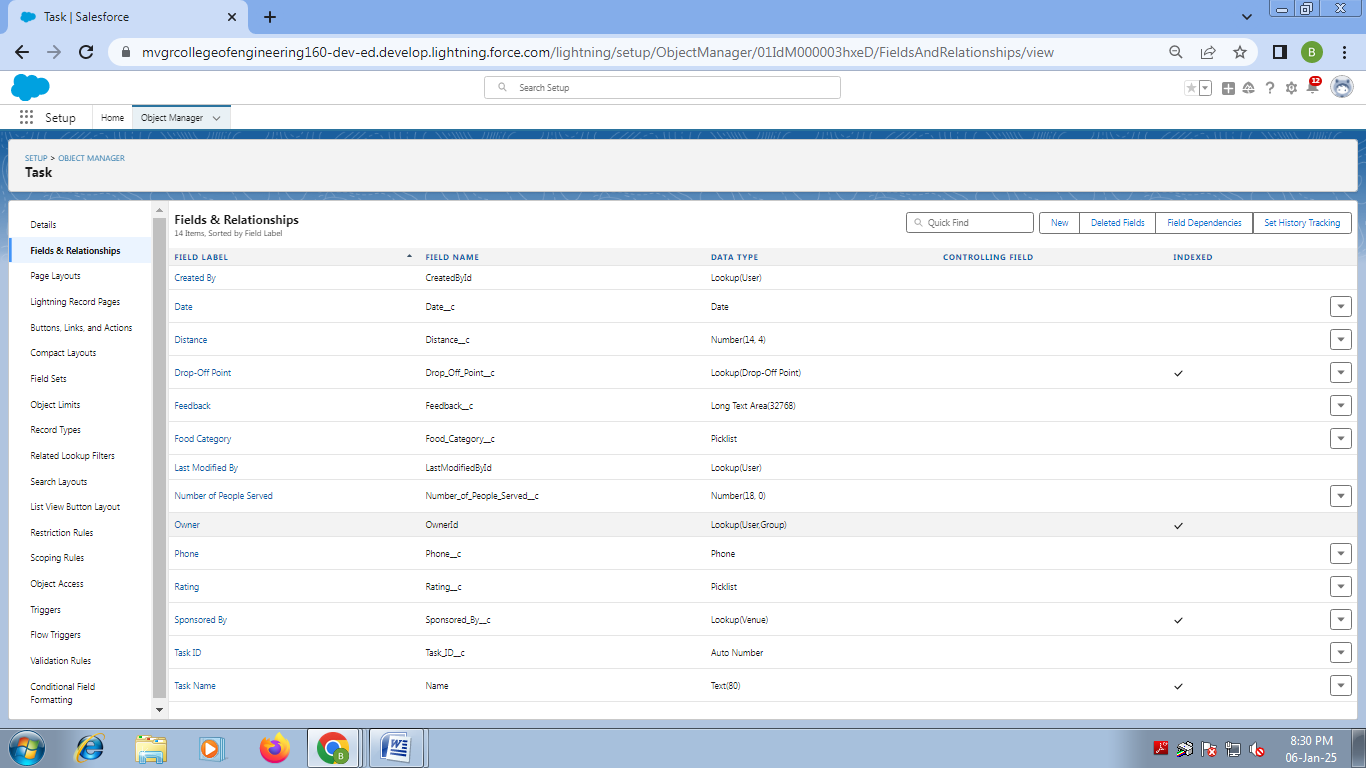 Task | Salesforce
mvgrcollegeofengineering160-dev-ed.develop.lightning.force.com/lightning/setup/ObjectManager/01IdM000003hxeD/FieldsAndRelationships/view
B
Search Setup
12
Setup
Home
Object Manager
SETUP > OBJECT MANAGER
Task
Details
Fields & Relationships
Page Layouts
Lightning Record Pages
Buttons, Links, and Actions
Compact Layouts
Field Sets
Object Limits
Record Types
Related Lookup Filters
Search Layouts
List View Button Layout
Restriction Rules
Scoping Rules
Object Access
Triggers
Flow Triggers
Validation Rules
Conditional Field
Formatting
Fields & Relationships
14 Items, Sorted by Field Label
Quick Find
New
Deleted Fields
Field Dependencies
Set History Tracking
FIELD LABEL FIELD NAME DATA TYPE CONTROLLING FIELD INDEXED
Created By CreatedById Lookup(User)
Date Date__c Date
Distance Distance__c Number(14, 4)
Drop-Off Point Drop_Off_Point__c Lookup(Drop-Off Point)
Feedback Feedback__c Long Text Area(32768)
Food Category Food_Category__c Picklist
Last Modified By LastModifiedById Lookup(User)
Number of People Served Number_of_People_Served__c Number(18, 0)
Owner OwnerId Lookup(User,Group)
Phone Phone__c Phone
Rating Rating__c Picklist
Sponsored By Sponsored_By__c Lookup(Venue)
Task ID Task_ID__c Auto Number
Task Name Name Text(80)
B
8:30 PM
06-Jan-25